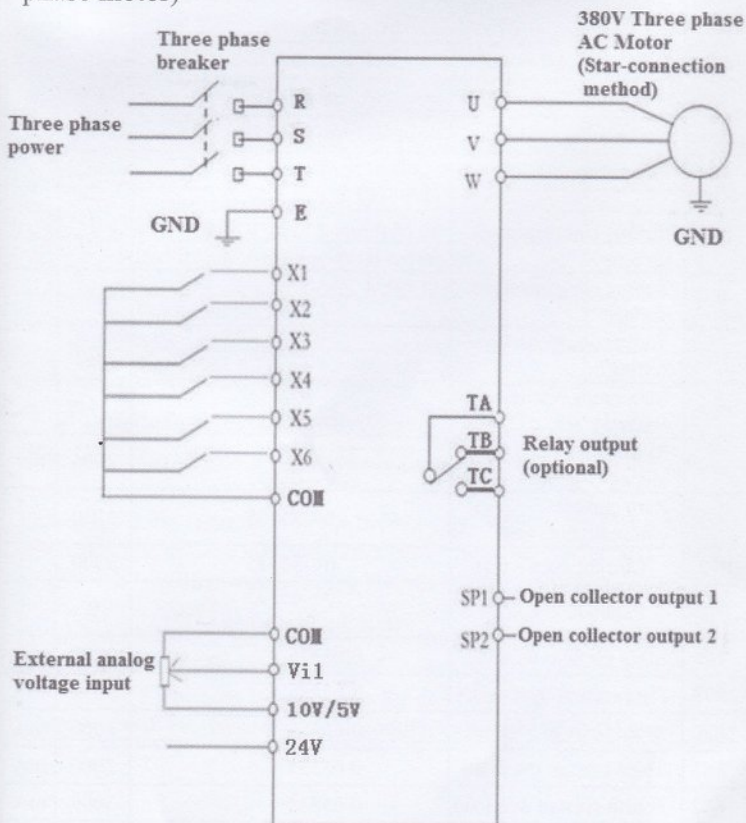 phase motor)
380V Three phase
AC Motor
(Star-connection
method)
Three phase
breaker
Three phase
power
R
S
T
E
GND
U
V
W
GND
X1
X2
X3
X4
X5
X6
COM
TA
TB
TC
Relay output
(optional)
SP1
Open collector output 1
SP2
Open collector output 2
External analog
voltage input
COM
Vi1
10V/5V
24V